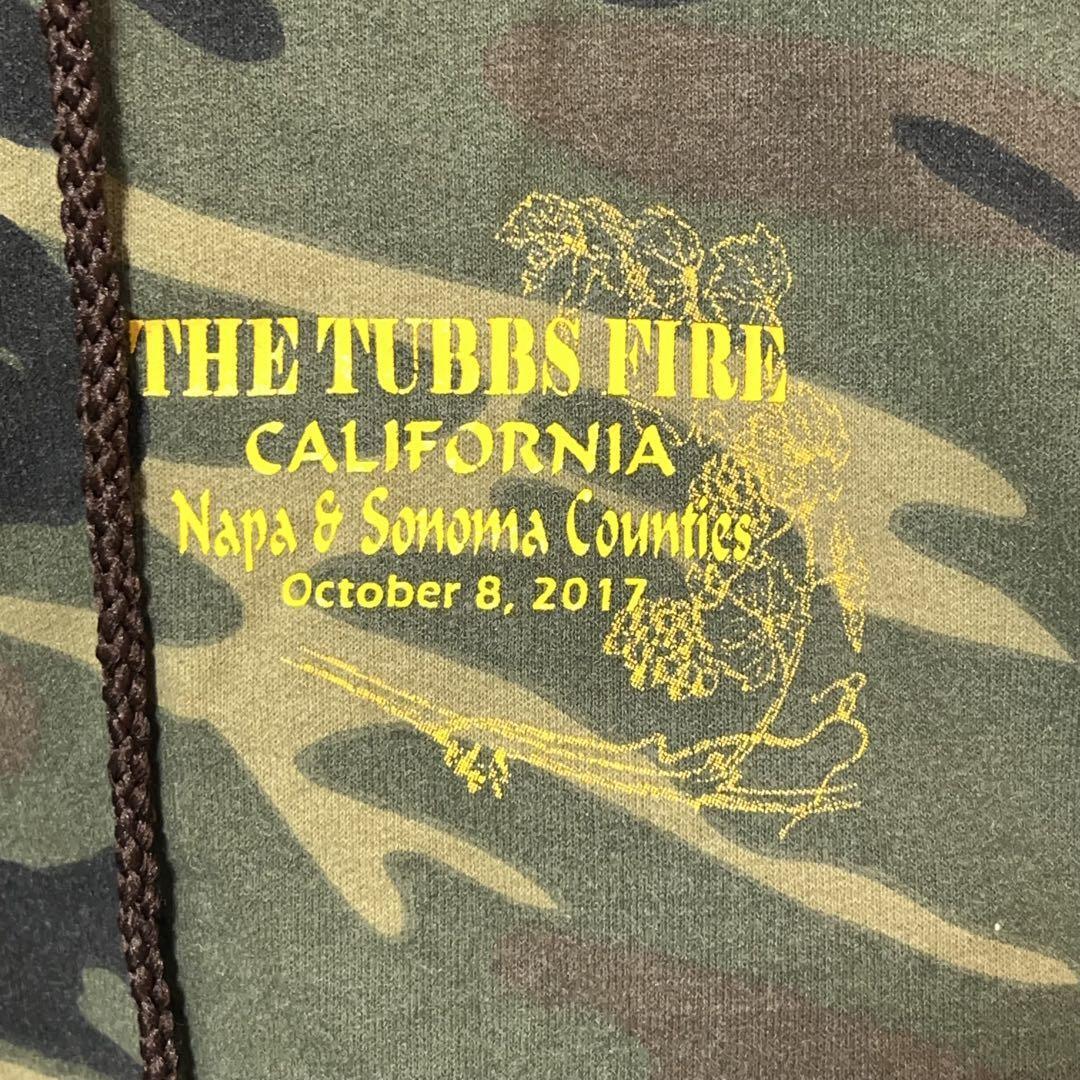 THE TUBBS FIRE
CALIFORNIA
Napa & Sonoma Counties
October 8, 2017